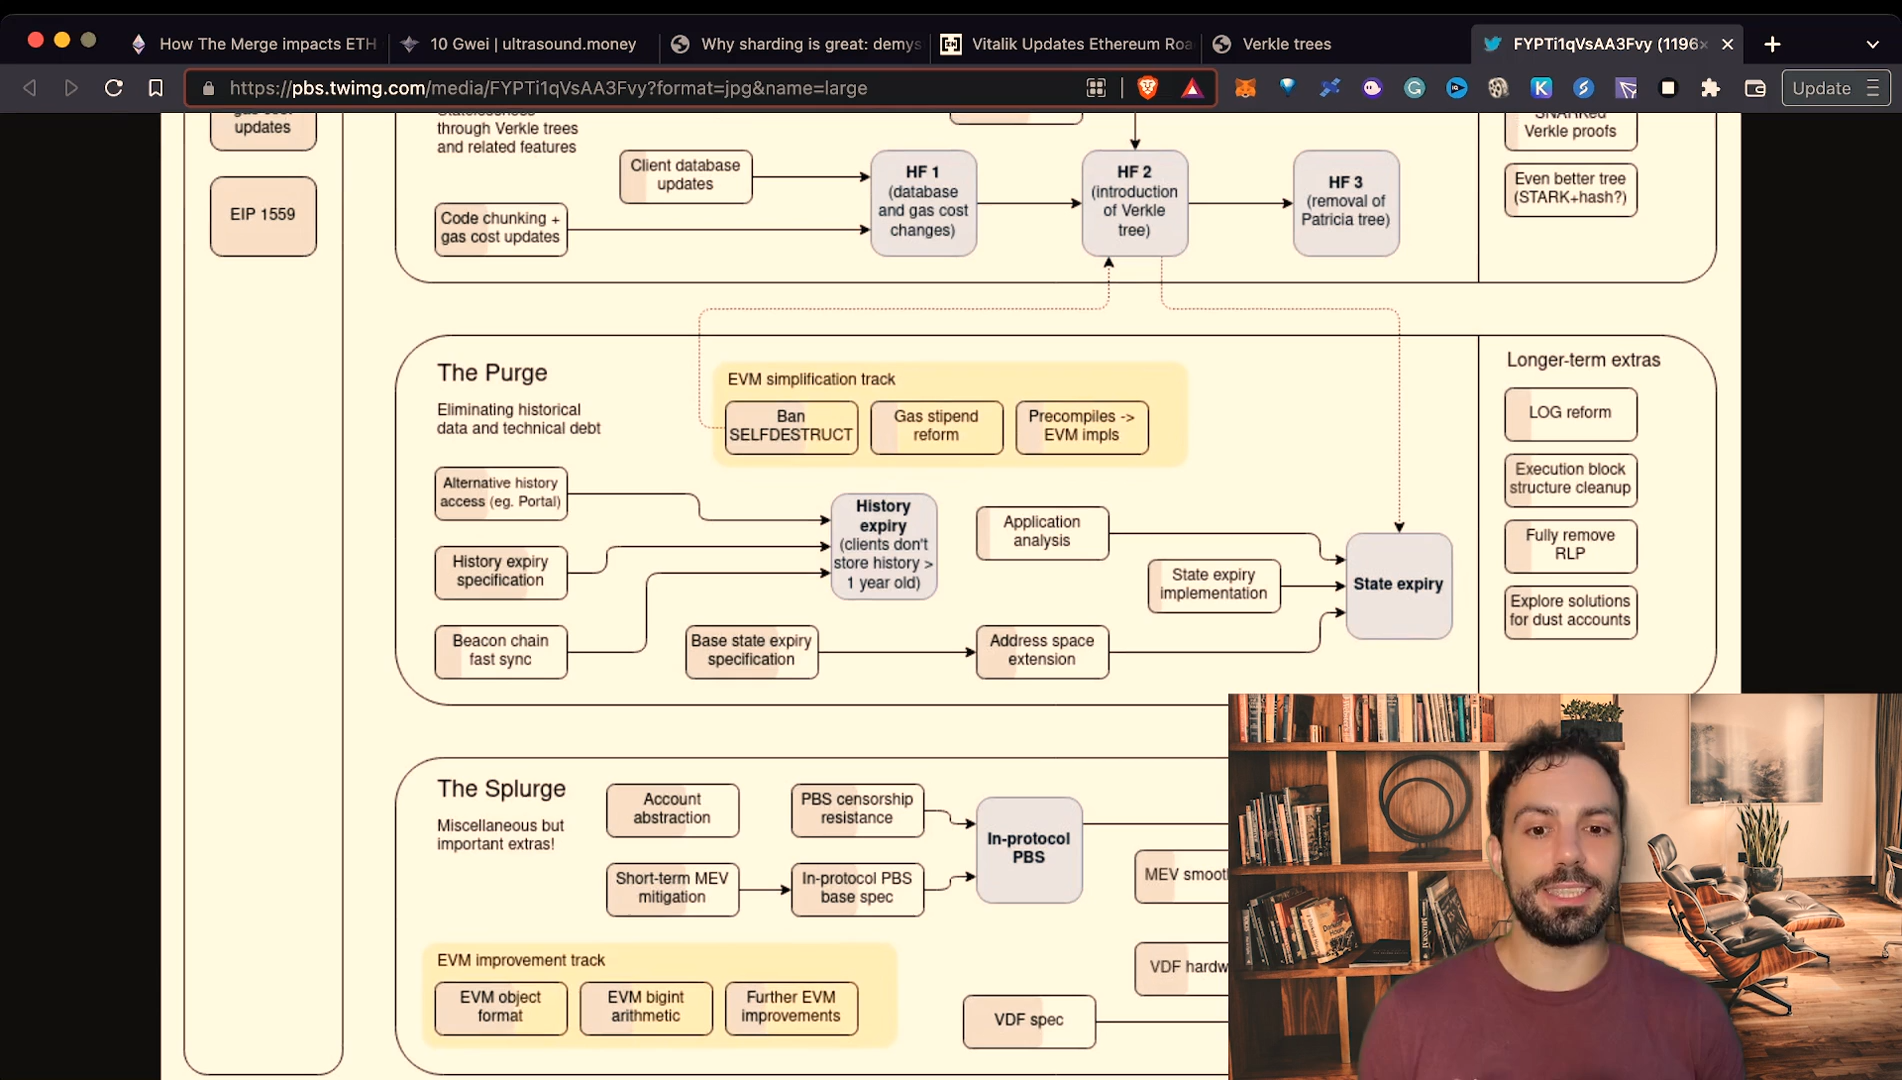 How The Merge impacts ETH
10 Gwei | ultrasound.money
Why sharding is great: demys
Vitalik Updates Ethereum Roa
Verkle trees
FYPTi1qVsAA3Fvy (1196×
https://pbs.twimg.com/media/FYPTi1qVsAA3Fvy?format=jpg&name=large
Update
gas cost
updates
EIP 1559
through Verkle trees
and related features
Client database
updates
Code chunking +
gas cost updates
HF 1
(database
and gas cost
changes)
HF 2
(introduction
of Verkle
tree)
HF 3
(removal of
Patricia tree)
SNARKed
Verkle proofs
Even better tree
(STARK+hash?)
The Purge
Eliminating historical
data and technical debt
EVM simplification track
Ban
SELFDESTRUCT
Gas stipend
reform
Precompiles ->
EVM impls
Alternative history
access (eg. Portal)
History expiry
specification
Beacon chain
fast sync
History
expiry
(clients don't
store history >
1 year old)
Base state expiry
specification
Application
analysis
State expiry
implementation
Address space
extension
State expiry
Longer-term extras
LOG reform
Execution block
structure cleanup
Fully remove
RLP
Explore solutions
for dust accounts
The Splurge
Miscellaneous but
important extras!
Account
abstraction
Short-term MEV
mitigation
PBS censorship
resistance
In-protocol PBS
base spec
In-protocol
PBS
MEV smoot
VDF hardw
VDF spec
EVM improvement track
EVM object
format
EVM bigint
arithmetic
Further EVM
improvements